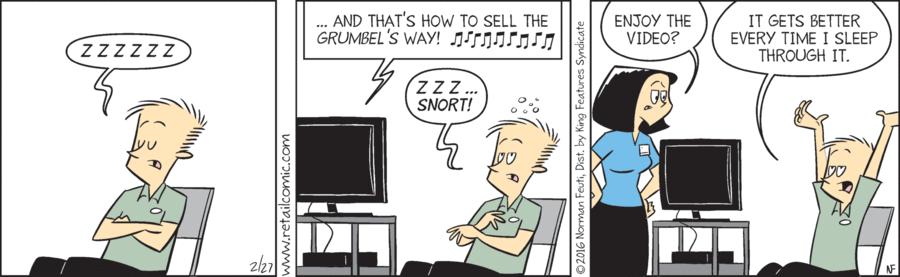 Z Z Z Z Z Z
2/27
www.retailcomic.com
... AND THAT'S HOW TO SELL THE
GRUMBEL'S WAY!
Z Z Z ...
SNORT!
©2016 Norman Feuti, Dist. by King Features Syndicate
ENJOY THE
VIDEO?
IT GETS BETTER
EVERY TIME I SLEEP
THROUGH IT.
NF